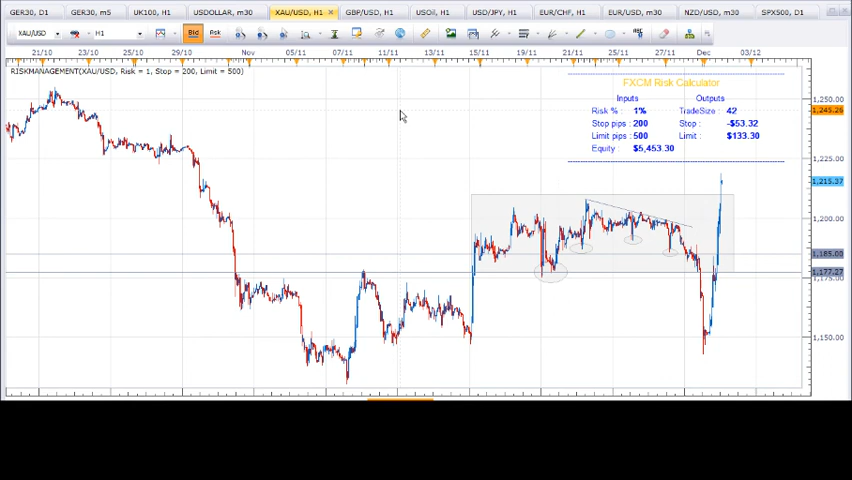 GER30, D1 GER30, m5 UK100, H1 USDOLLAR, m30 XAU/USD, H1 GBP/USD, H1 USOil, H1 USD/JPY, H1 EUR/CHF, H1 EUR/USD, m30 NZD/USD, m30 SPX500, D1
XAU/USD H1 Bid Ask
21/10 23/10 25/10 29/10 Nov 05/11 07/11 11/11 13/11 15/11 19/11 21/11 25/11 27/11 Dec 03/12
RISKMANAGEMENT(XAU/USD, Risk = 1, Stop = 200, Limit = 500)
FXCM Risk Calculator
Inputs Outputs
Risk % : 1% TradeSize : 42
Stop pips : 200 Stop : -$53.32
Limit pips : 500 Limit : $133.30
Equity : $5,453.30
1,250.00
1,245.26
1,225.00
1,215.37
1,200.00
1,185.00
1,177.27
1,175.00
1,150.00